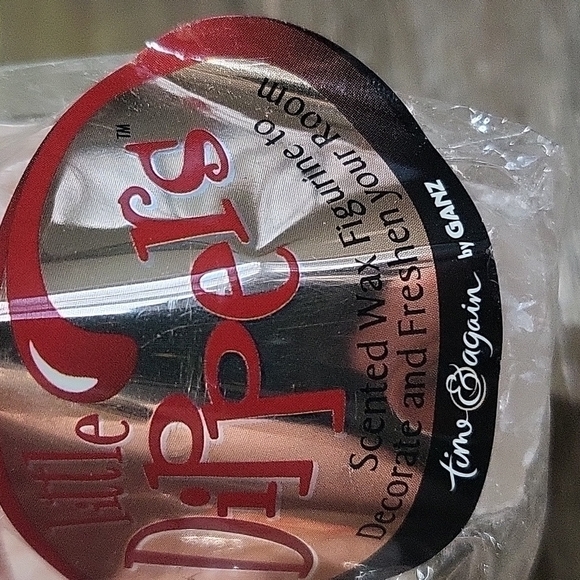 Little
Dippers™
Scented Wax Figurine to
Decorate and Freshen your Room
time & again by GANZ